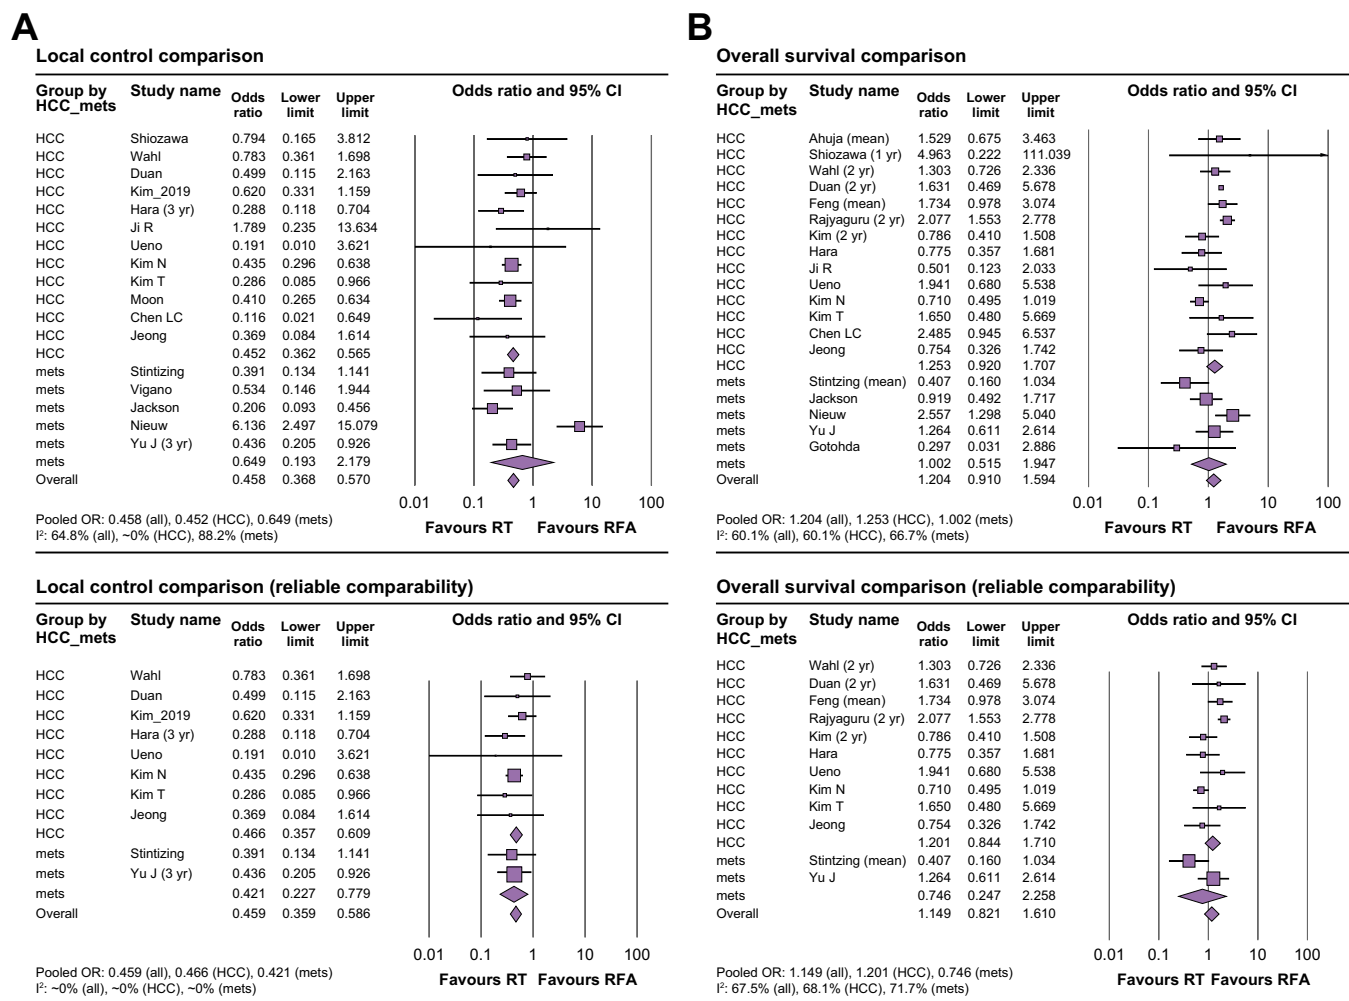 A
Local control comparison
Group by HCC_mets Study name Odds ratio Lower limit Upper limit Odds ratio and 95% CI
HCC Shiozawa 0.794 0.165 3.812
HCC Wahl 0.783 0.361 1.698
HCC Duan 0.499 0.115 2.163
HCC Kim_2019 0.620 0.331 1.159
HCC Hara (3 yr) 0.288 0.118 0.704
HCC Ji R 1.789 0.235 13.634
HCC Ueno 0.191 0.010 3.621
HCC Kim N 0.435 0.296 0.638
HCC Kim T 0.286 0.085 0.966
HCC Moon 0.410 0.265 0.634
HCC Chen LC 0.116 0.021 0.649
HCC Jeong 0.369 0.084 1.614
HCC 0.452 0.362 0.565
mets Stintizing 0.391 0.134 1.141
mets Vigano 0.534 0.146 1.944
mets Jackson 0.206 0.093 0.456
mets Nieuw 6.136 2.497 15.079
mets Yu J (3 yr) 0.436 0.205 0.926
mets 0.649 0.193 2.179
Overall 0.458 0.368 0.570
0.01 0.1 1 10 100
Favours RT Favours RFA
Pooled OR: 0.458 (all), 0.452 (HCC), 0.649 (mets)
I²: 64.8% (all), ~0% (HCC), 88.2% (mets)
Local control comparison (reliable comparability)
Group by HCC_mets Study name Odds ratio Lower limit Upper limit Odds ratio and 95% CI
HCC Wahl 0.783 0.361 1.698
HCC Duan 0.499 0.115 2.163
HCC Kim_2019 0.620 0.331 1.159
HCC Hara (3 yr) 0.288 0.118 0.704
HCC Ueno 0.191 0.010 3.621
HCC Kim N 0.435 0.296 0.638
HCC Kim T 0.286 0.085 0.966
HCC Jeong 0.369 0.084 1.614
HCC 0.466 0.357 0.609
mets Stintizing 0.391 0.134 1.141
mets Yu J (3 yr) 0.436 0.205 0.926
mets 0.421 0.227 0.779
Overall 0.459 0.359 0.586
0.01 0.1 1 10 100
Favours RT Favours RFA
Pooled OR: 0.459 (all), 0.466 (HCC), 0.421 (mets)
I²: ~0% (all), ~0% (HCC), ~0% (mets)
B
Overall survival comparison
Group by HCC_mets Study name Odds ratio Lower limit Upper limit Odds ratio and 95% CI
HCC Ahuja (mean) 1.529 0.675 3.463
HCC Shiozawa (1 yr) 4.963 0.222 111.039
HCC Wahl (2 yr) 1.303 0.726 2.336
HCC Duan (2 yr) 1.631 0.469 5.678
HCC Feng (mean) 1.734 0.978 3.074
HCC Rajyaguru (2 yr) 2.077 1.553 2.778
HCC Kim (2 yr) 0.786 0.410 1.508
HCC Hara 0.775 0.357 1.681
HCC Ji R 0.501 0.123 2.033
HCC Ueno 1.941 0.680 5.538
HCC Kim N 0.710 0.495 1.019
HCC Kim T 1.650 0.480 5.669
HCC Chen LC 2.485 0.945 6.537
HCC Jeong 0.754 0.326 1.742
HCC 1.253 0.920 1.707
mets Stintzing (mean) 0.407 0.160 1.034
mets Jackson 0.919 0.492 1.717
mets Nieuw 2.557 1.298 5.040
mets Yu J 1.264 0.611 2.614
mets Gotohda 0.297 0.031 2.886
mets 1.002 0.515 1.947
Overall 1.204 0.910 1.594
0.01 0.1 1 10 100
Favours RT Favours RFA
Pooled OR: 1.204 (all), 1.253 (HCC), 1.002 (mets)
I²: 60.1% (all), 60.1% (HCC), 66.7% (mets)
Overall survival comparison (reliable comparability)
Group by HCC_mets Study name Odds ratio Lower limit Upper limit Odds ratio and 95% CI
HCC Wahl (2 yr) 1.303 0.726 2.336
HCC Duan (2 yr) 1.631 0.469 5.678
HCC Feng (mean) 1.734 0.978 3.074
HCC Rajyaguru (2 yr) 2.077 1.553 2.778
HCC Kim (2 yr) 0.786 0.410 1.508
HCC Hara 0.775 0.357 1.681
HCC Ueno 1.941 0.680 5.538
HCC Kim N 0.710 0.495 1.019
HCC Kim T 1.650 0.480 5.669
HCC Jeong 0.754 0.326 1.742
HCC 1.201 0.844 1.710
mets Stintzing (mean) 0.407 0.160 1.034
mets Yu J 1.264 0.611 2.614
mets 0.746 0.247 2.258
Overall 1.149 0.821 1.610
0.01 0.1 1 10 100
Favours RT Favours RFA
Pooled OR: 1.149 (all), 1.201 (HCC), 0.746 (mets)
I²: 67.5% (all), 68.1% (HCC), 71.7% (mets)